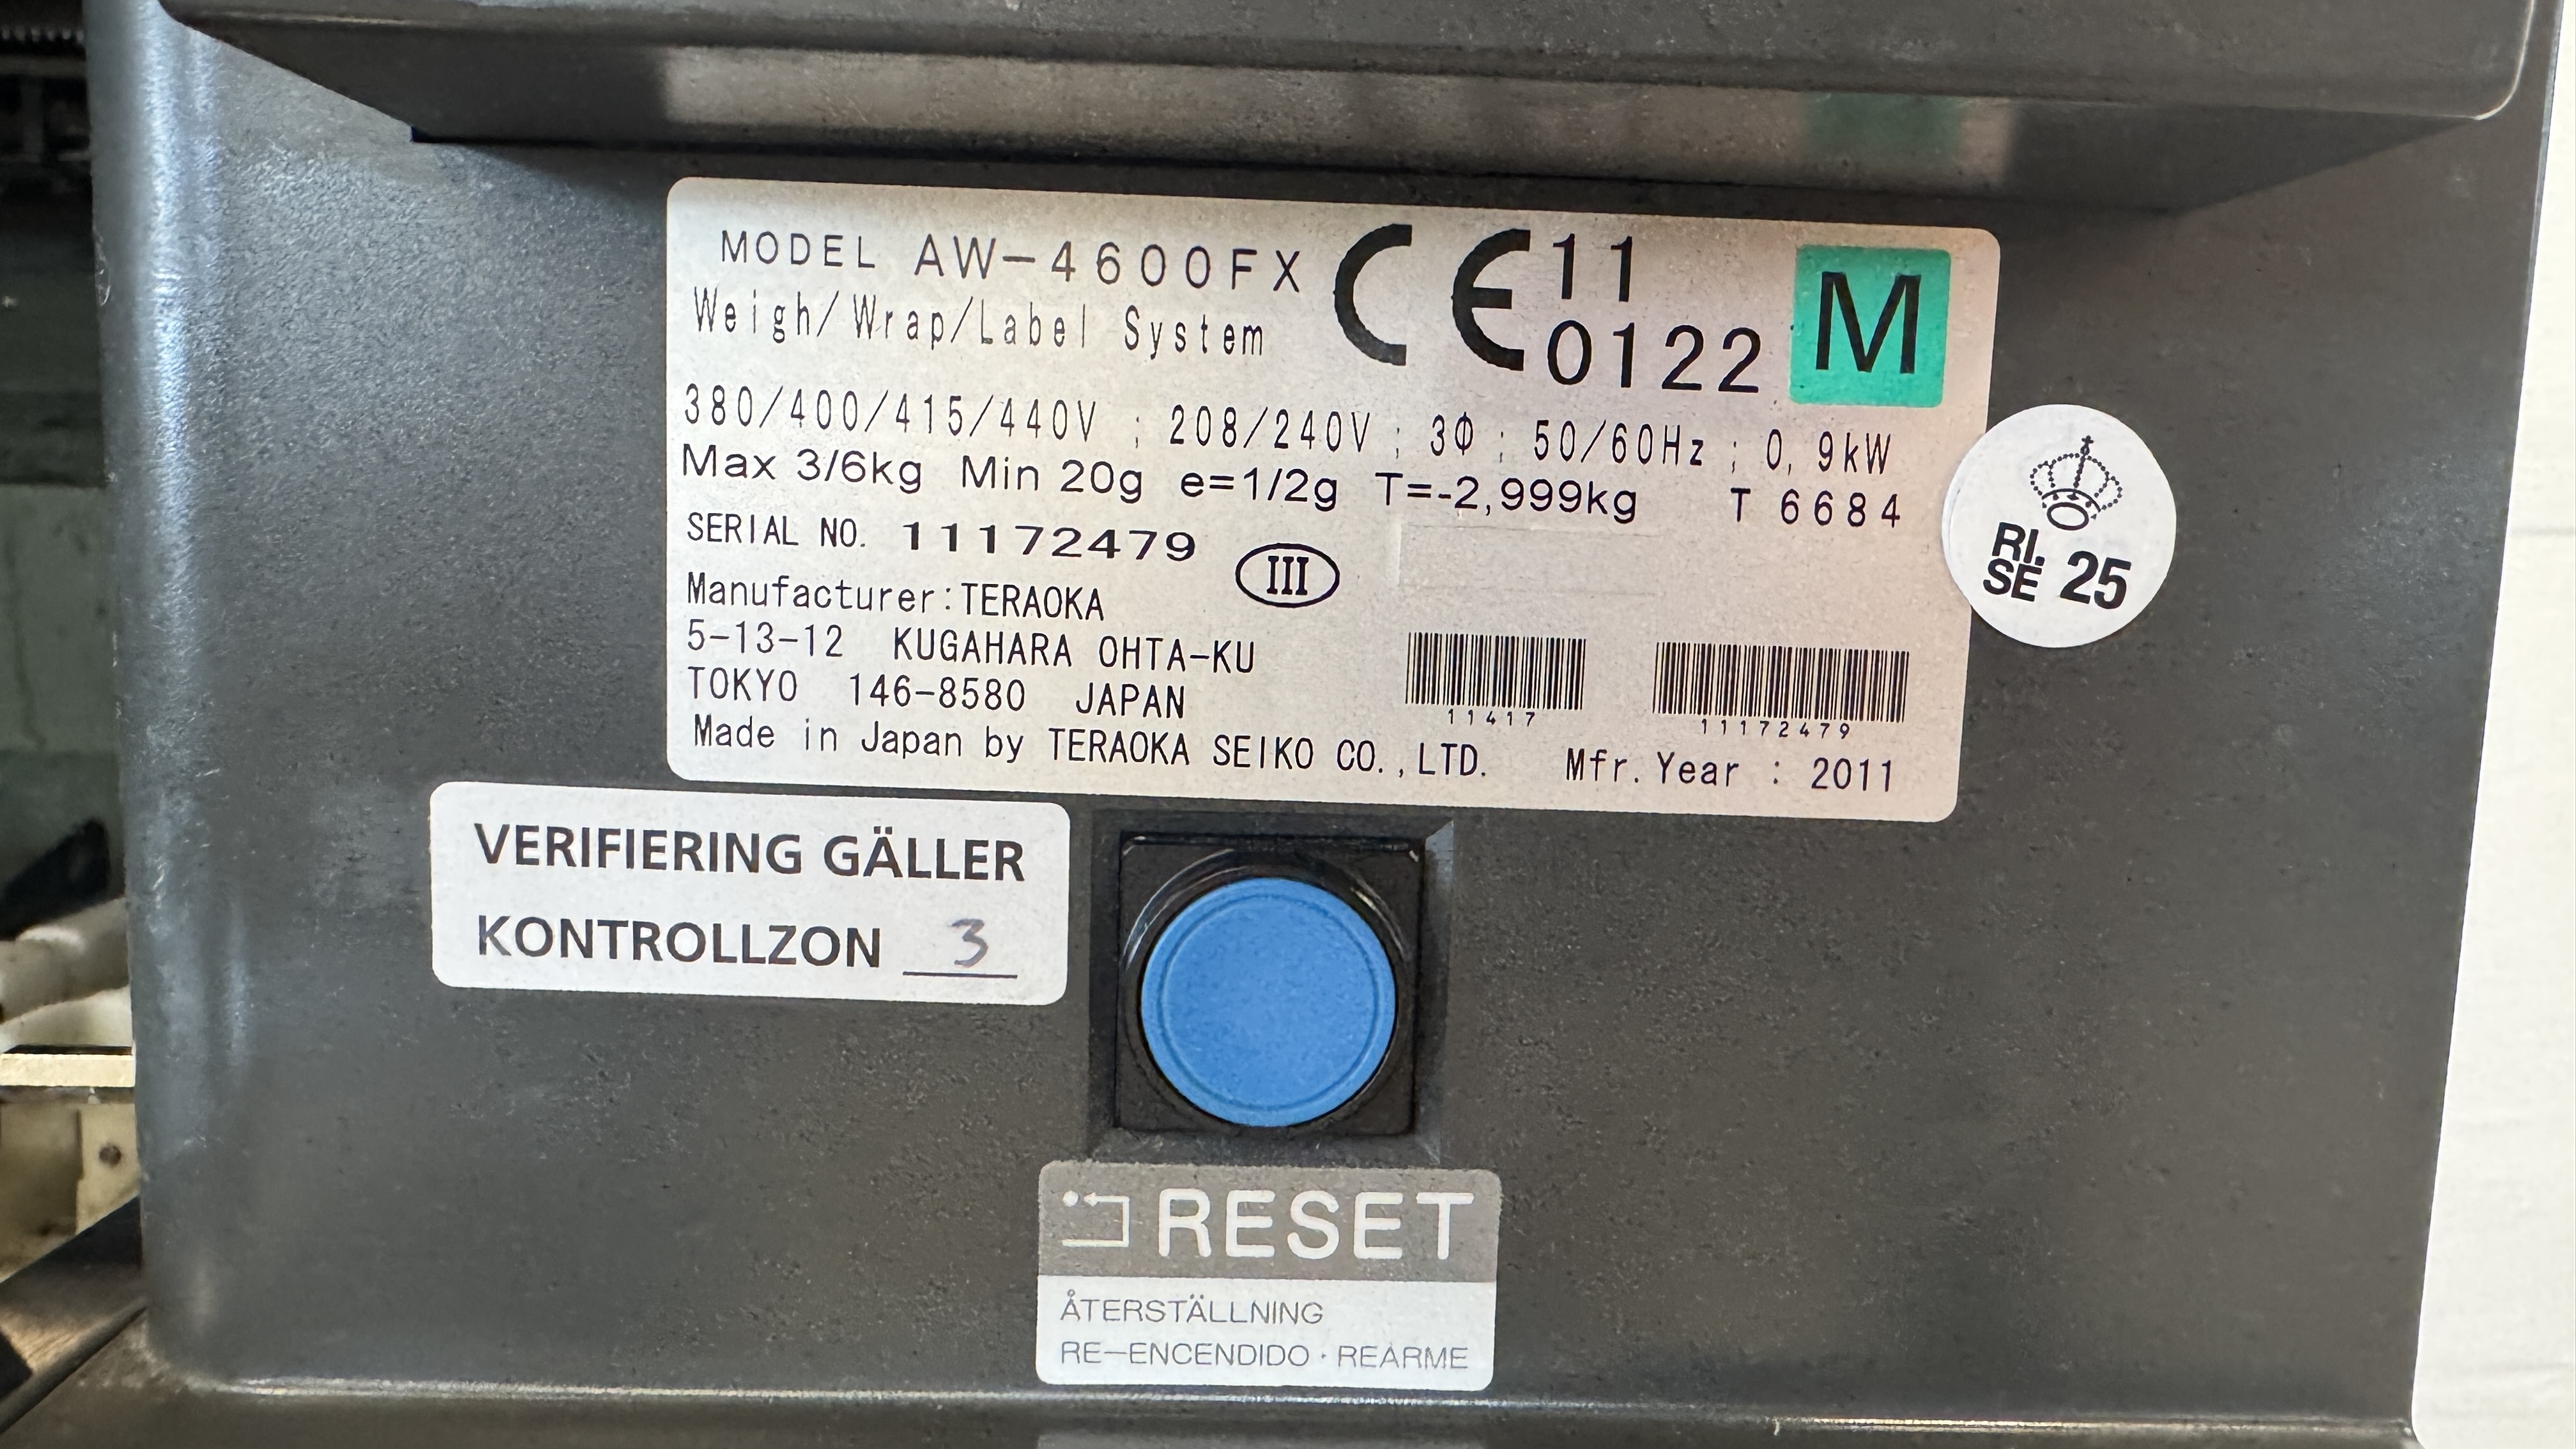 MODEL AW-4600FX
Weigh/Wrap/Label System
CE 11
0122
M
380/400/415/440V ; 208/240V ; 3Φ ; 50/60Hz ; 0,9kW
Max 3/6kg Min 20g e=1/2g T=-2,999kg T 6684
SERIAL NO. 11172479
III
Manufacturer:TERAOKA
5-13-12 KUGAHARA OHTA-KU
TOKYO 146-8580 JAPAN
11417
11172479
Made in Japan by TERAOKA SEIKO CO.,LTD. Mfr.Year : 2011
RI.
SE 25
VERIFIERING GÄLLER
KONTROLLZON 3
RESET
ÅTERSTÄLLNING
RE-ENCENDIDO · REARME